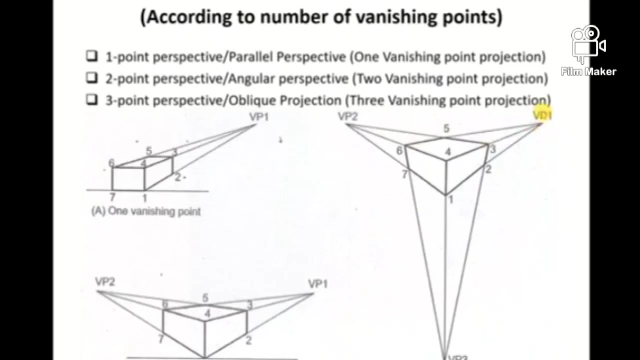 (According to number of vanishing points)
❑ 1-point perspective/Parallel Perspective (One Vanishing point projection)
❑ 2-point perspective/Angular perspective (Two Vanishing point projection)
❑ 3-point perspective/Oblique Projection (Three Vanishing point projection)
Film Maker
VP1
5
3
6
4
2
7
1
(A) One vanishing point
VP2
VP1
5
6
4
3
7
2
1
VP3
VP2
VP1
5
6
3
4
7
2